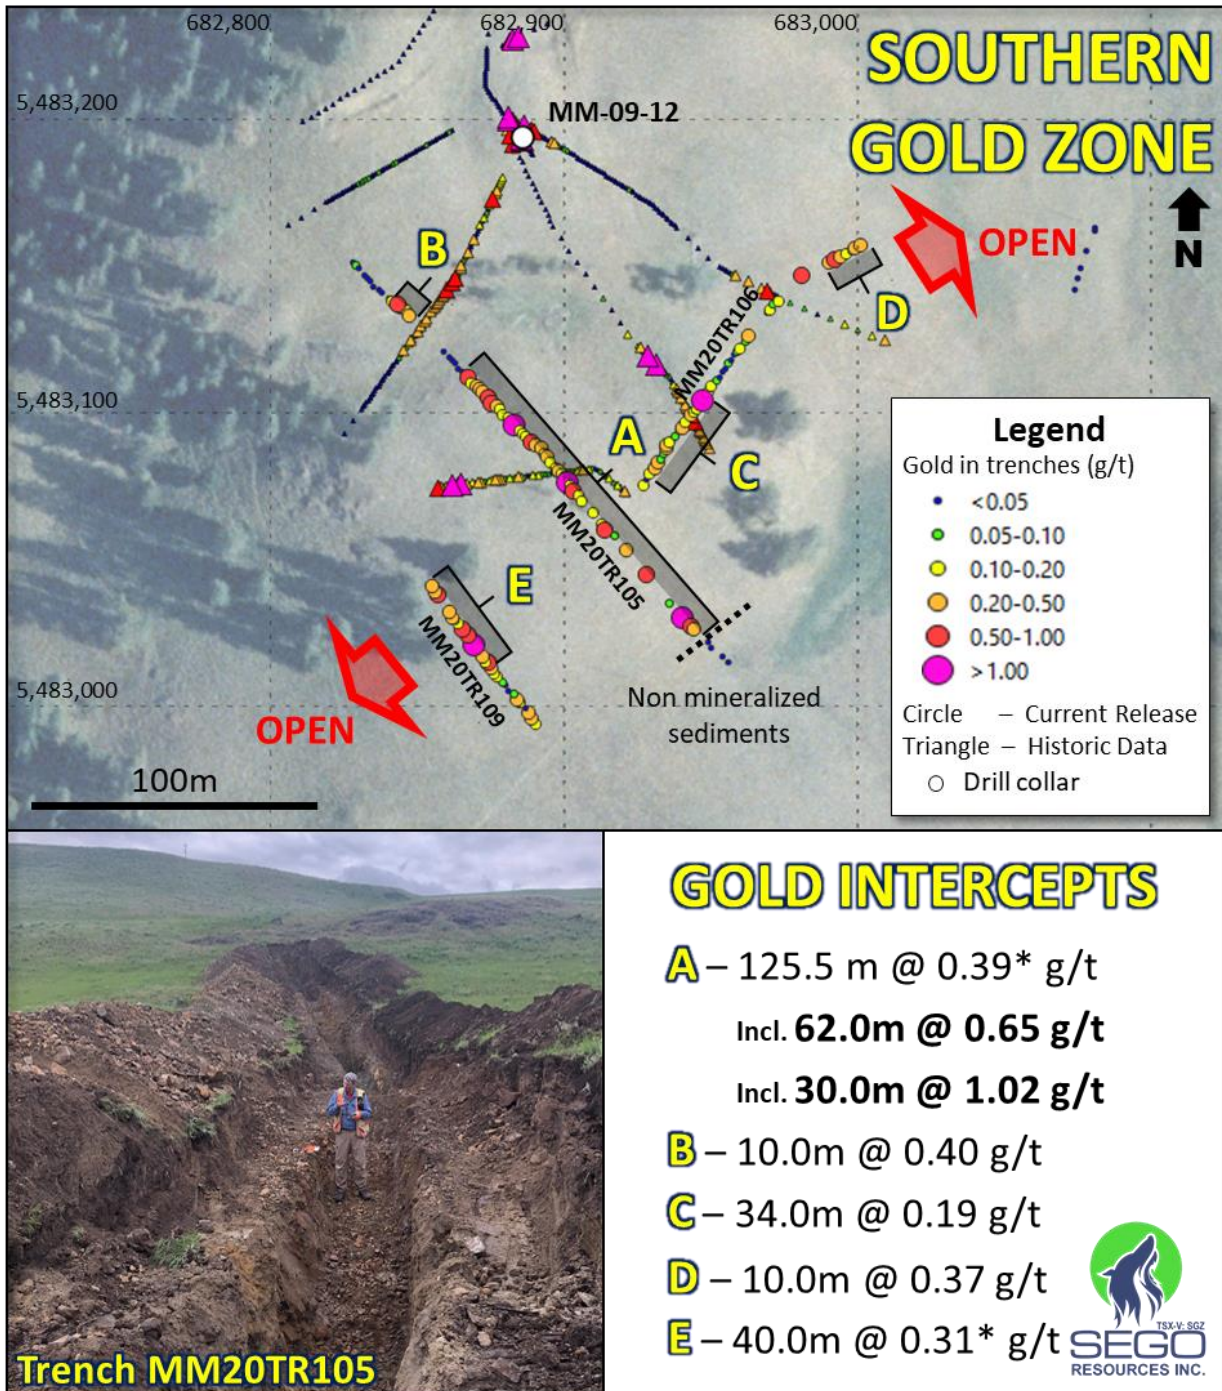 682,800
682,900
683,000
SOUTHERN
GOLD ZONE
5,483,200
MM-09-12
N
OPEN
B
D
MM20TR106
5,483,100
A
C
MM20TR105
E
MM20TR109
5,483,000
OPEN
Non mineralized
sediments
100m
Legend
Gold in trenches (g/t)
<0.05
0.05-0.10
0.10-0.20
0.20-0.50
0.50-1.00
>1.00
Circle – Current Release
Triangle – Historic Data
Drill collar
Trench MM20TR105
GOLD INTERCEPTS
A – 125.5 m @ 0.39* g/t
Incl. 62.0m @ 0.65 g/t
Incl. 30.0m @ 1.02 g/t
B – 10.0m @ 0.40 g/t
C – 34.0m @ 0.19 g/t
D – 10.0m @ 0.37 g/t
E – 40.0m @ 0.31* g/t
TSX-V: SGZ
SEGO
RESOURCES INC.